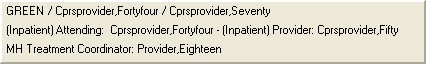 GREEN / Cprsprovider,Fortyfour / Cprsprovider,Seventy
(Inpatient) Attending:  Cprsprovider,Fortyfour - (Inpatient) Provider: Cprsprovider,Fifty
MH Treatment Coordinator: Provider,Eighteen